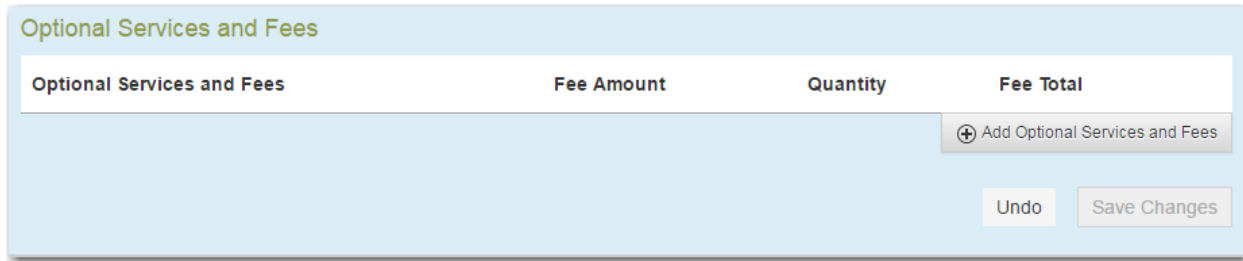 Optional Services and Fees
Optional Services and Fees Fee Amount Quantity Fee Total
Add Optional Services and Fees
Undo Save Changes